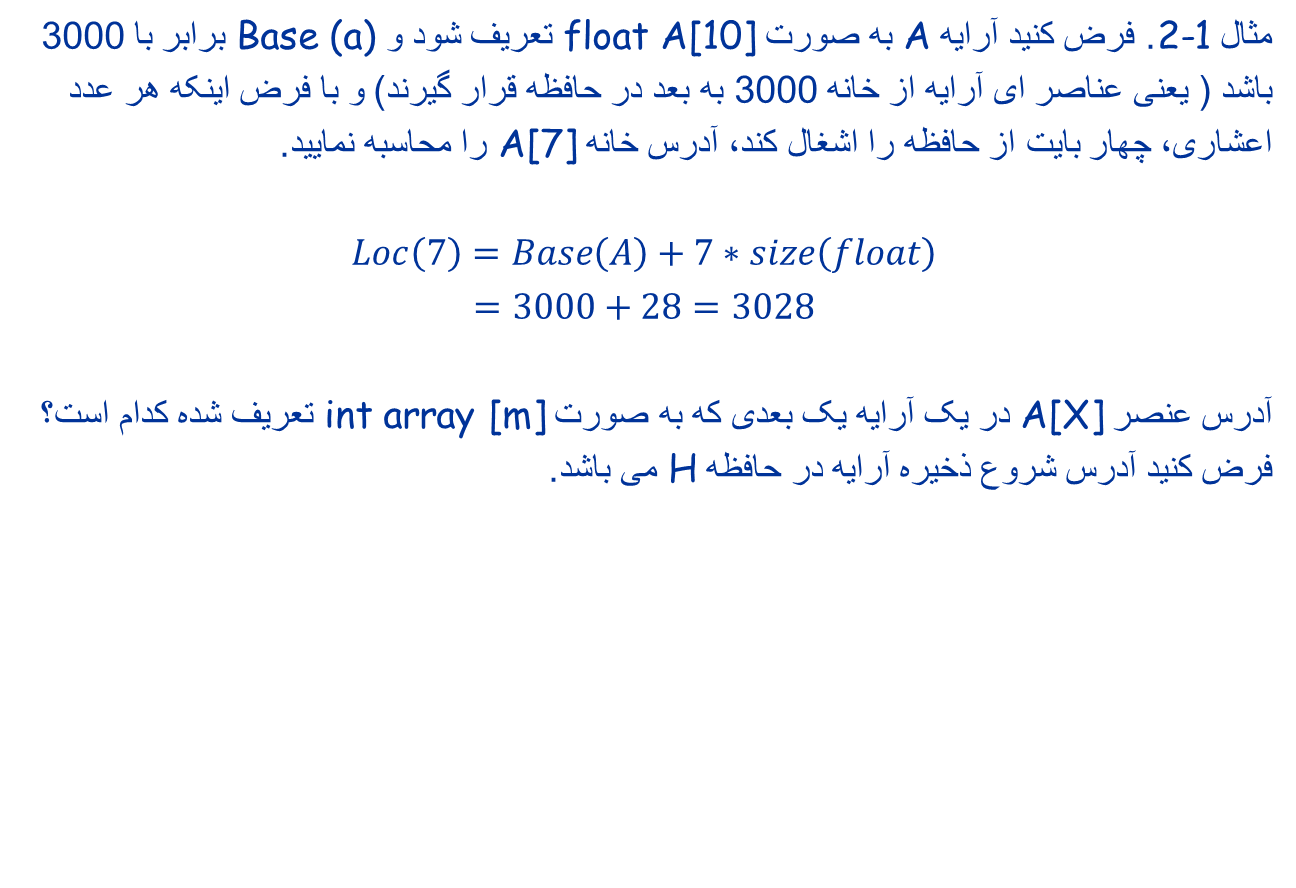 مثال 1-2. فرض کنید آرایه A به صورت float A[10] تعریف شود و Base (a) برابر با 3000
باشد ( یعنی عناصر ای آرایه از خانه 3000 به بعد در حافظه قرار گیرند) و با فرض اینکه هر عدد
اعشاری، چهار بایت از حافظه را اشغال کند، آدرس خانه A[7] را محاسبه نمایید.
Loc(7) = Base(A) + 7 * size(float)
= 3000 + 28 = 3028
آدرس عنصر A[X] در یک آرایه یک بعدی که به صورت int array [m] تعریف شده کدام است؟
فرض کنید آدرس شروع ذخیره آرایه در حافظه H می باشد.